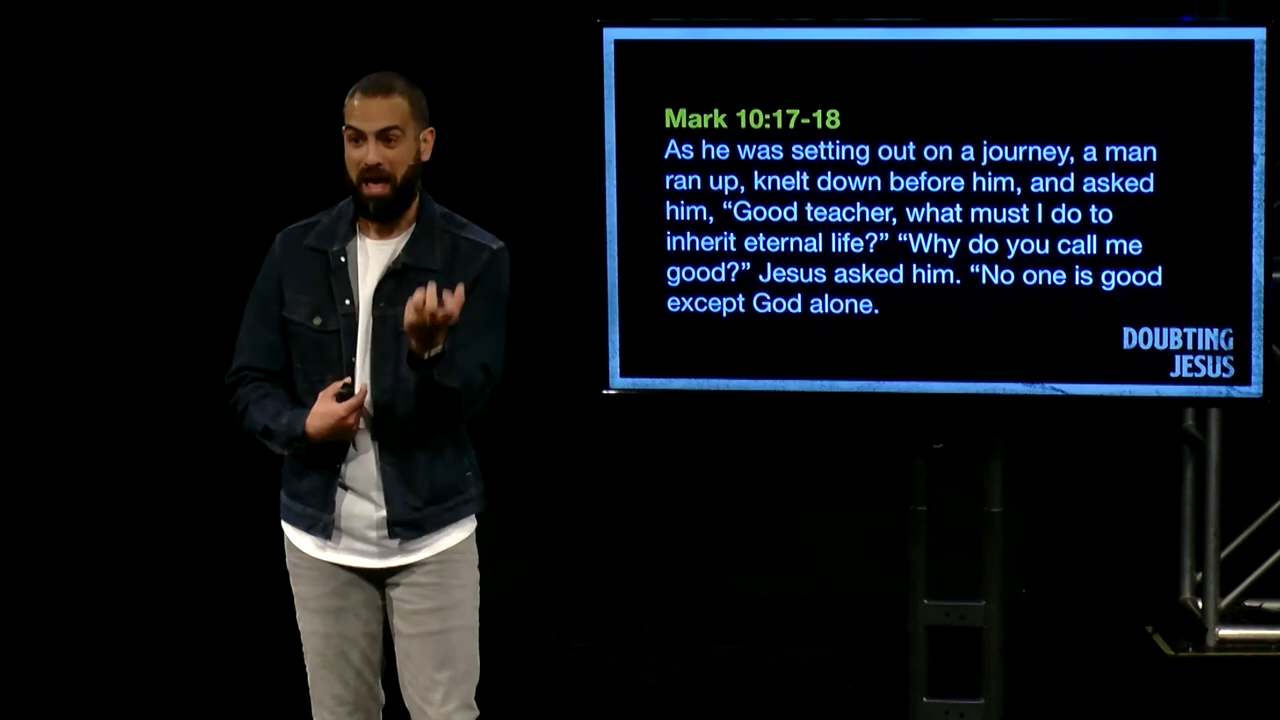 Mark 10:17-18
As he was setting out on a journey, a man
ran up, knelt down before him, and asked
him, “Good teacher, what must I do to
inherit eternal life?” “Why do you call me
good?” Jesus asked him. “No one is good
except God alone.
DOUBTING
JESUS